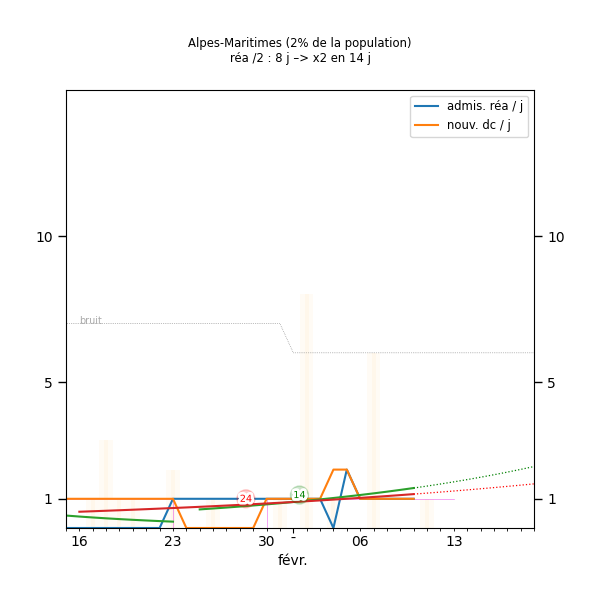 Alpes-Maritimes (2% de la population)
réa /2 : 8 j –> x2 en 14 j
admis. réa / j
nouv. dc / j
10
10
bruit
5
5
1
24
14
1
16
23
30
-
06
13
févr.